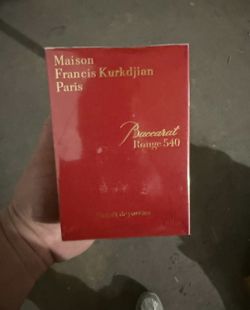 Maison
Francis Kurkdjian
Paris
Baccarat
Rouge 540